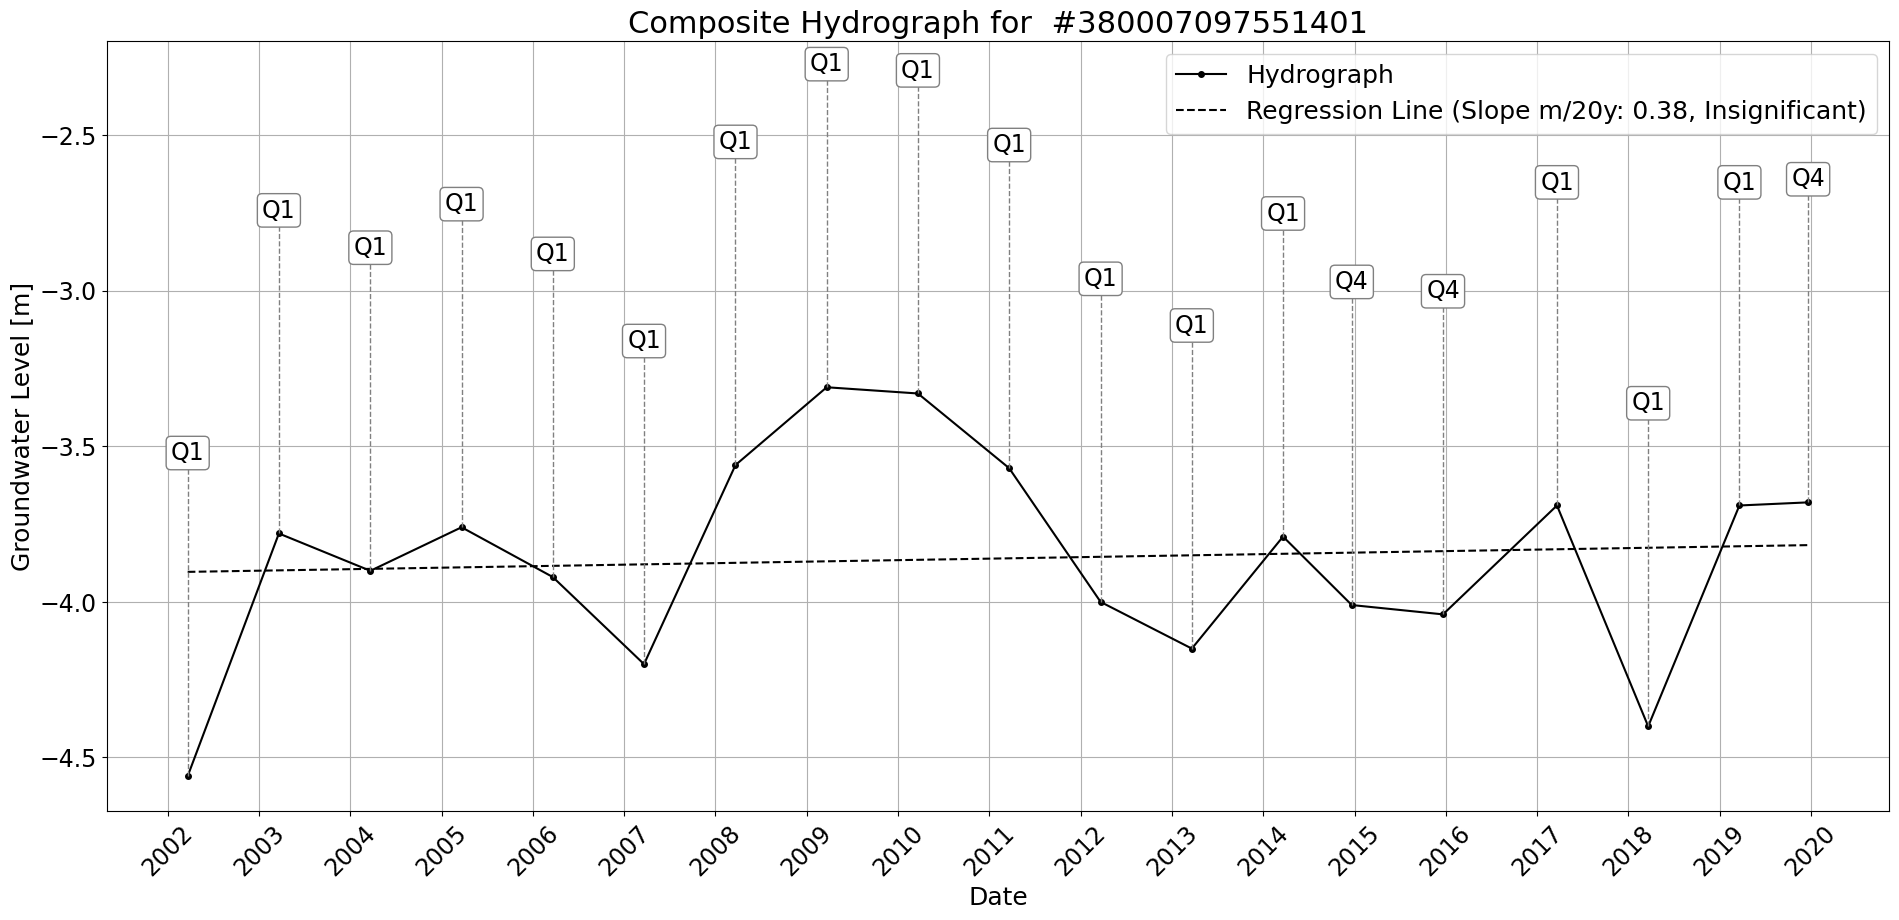 Composite Hydrograph for  #380007097551401
Hydrograph
Regression Line (Slope m/20y: 0.38, Insignificant)
Groundwater Level [m]
−2.5
−3.0
−3.5
−4.0
−4.5
Q1
Q1
Q1
Q1
Q1
Q1
Q1
Q1
Q1
Q1
Q1
Q1
Q1
Q4
Q4
Q1
Q1
Q1
Q4
2002
2003
2004
2005
2006
2007
2008
2009
2010
2011
2012
2013
2014
2015
2016
2017
2018
2019
2020
Date